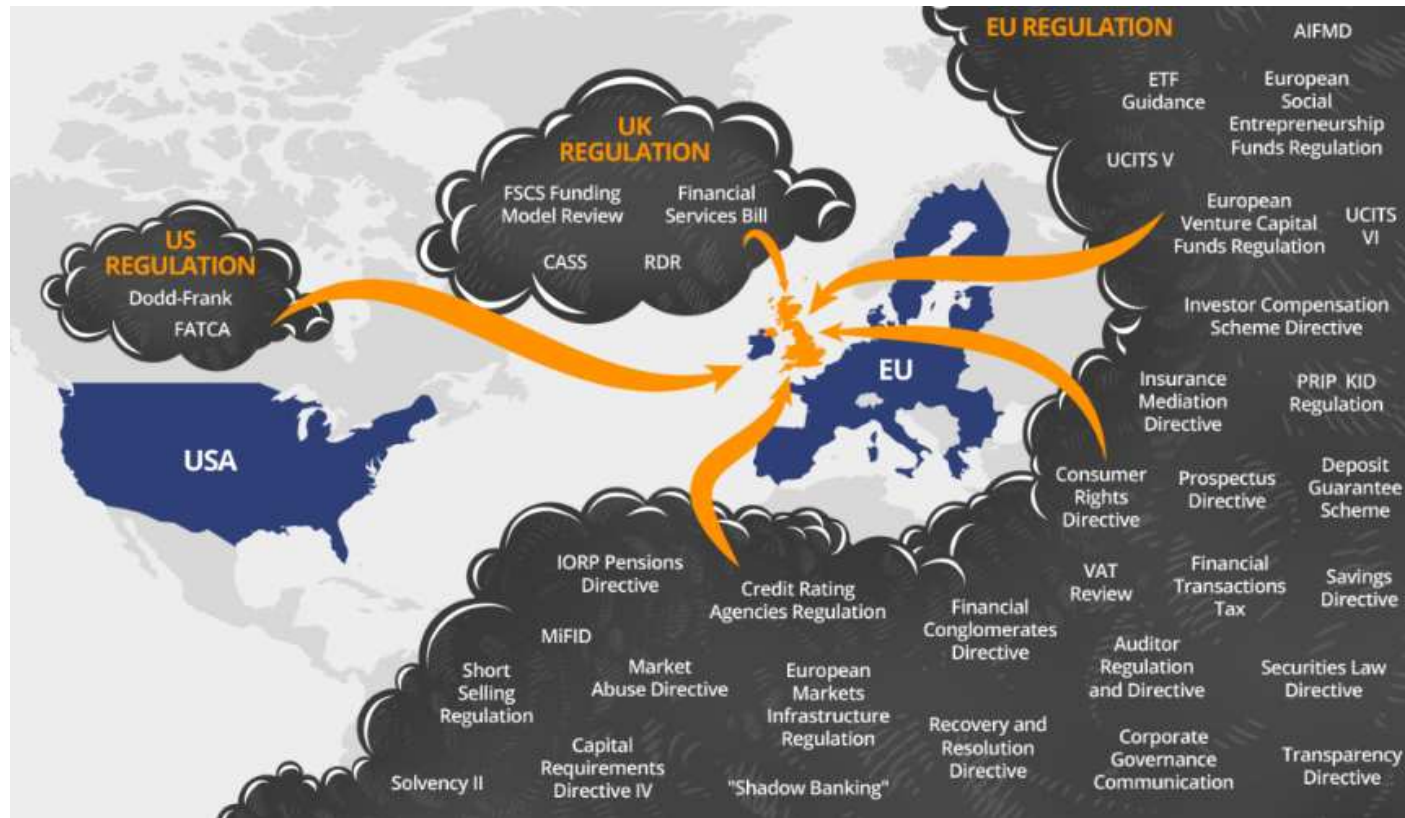 US
REGULATION
Dodd-Frank
FATCA
UK
REGULATION
FSCS Funding
Model Review
Financial
Services Bill
CASS
RDR
EU REGULATION
AIFMD
ETF
Guidance
European
Social
Entrepreneurship
Funds Regulation
UCITS V
European
Venture Capital
Funds Regulation
UCITS
VI
Investor Compensation
Scheme Directive
Insurance
Mediation
Directive
PRIP KID
Regulation
Consumer
Rights
Directive
Prospectus
Directive
Deposit
Guarantee
Scheme
VAT
Review
Financial
Transactions
Tax
Savings
Directive
IORP Pensions
Directive
Credit Rating
Agencies Regulation
Financial
Conglomerates
Directive
Auditor
Regulation
and Directive
Securities Law
Directive
MiFID
Short
Selling
Regulation
Market
Abuse Directive
European
Markets
Infrastructure
Regulation
Recovery and
Resolution
Directive
Corporate
Governance
Communication
Transparency
Directive
Solvency II
Capital
Requirements
Directive IV
"Shadow Banking"
USA
EU